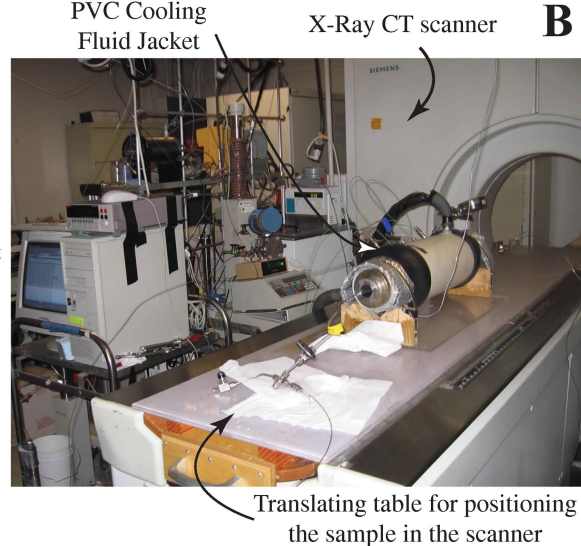 PVC Cooling
Fluid Jacket
X-Ray CT scanner
B
SIEMENS
Translating table for positioning
the sample in the scanner